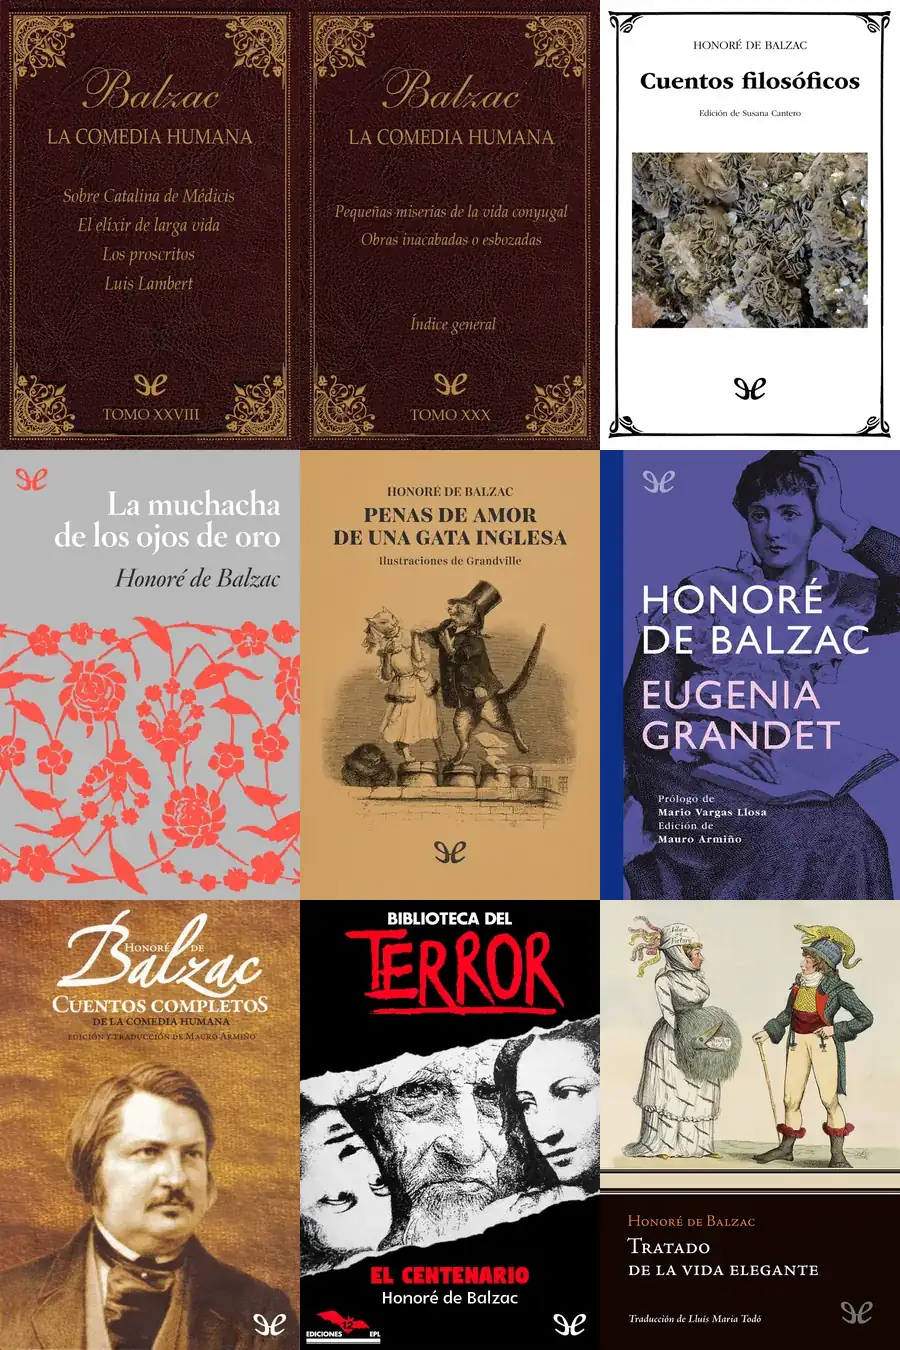 Balzac
LA COMEDIA HUMANA
Sobre Catalina de Médicis
El elíxir de larga vida
Los proscritos
Luis Lambert
TOMO XXVIII
Balzac
LA COMEDIA HUMANA
Pequeñas miserias de la vida conyugal
Obras inacabadas o esbozadas
Índice general
TOMO XXX
HONORÉ DE BALZAC
Cuentos filosóficos
Edición de Susana Cantero
La muchacha
de los ojos de oro
Honoré de Balzac
HONORÉ DE BALZAC
PENAS DE AMOR
DE UNA GATA INGLESA
Ilustraciones de Grandville
HONORÉ
DE BALZAC
EUGENIA
GRANDET
Prólogo de
Mario Vargas Llosa
Edición de
Mauro Armiño
HONORÉ DE
Balzac
CUENTOS COMPLETOS
DE LA COMEDIA HUMANA
EDICIÓN Y TRADUCCIÓN DE MAURO ARMIÑO
BIBLIOTECA DEL
TERROR
EL CENTENARIO
Honoré de Balzac
12
EDICIONES EPL
HONORÉ DE BALZAC
TRATADO
DE LA VIDA ELEGANTE
Traducción de Lluís Maria Todó